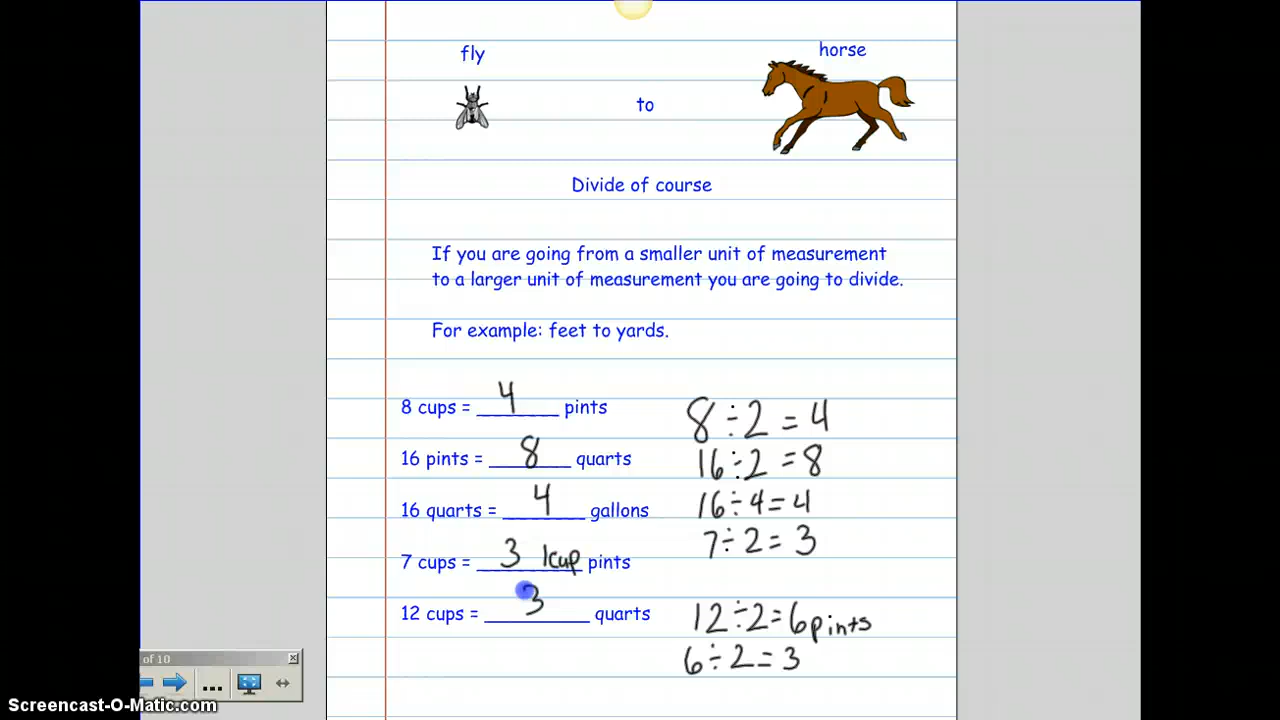 fly
horse
to
Divide of course
If you are going from a smaller unit of measurement
to a larger unit of measurement you are going to divide.
For example: feet to yards.
8 cups = 4 pints 8 ÷ 2 = 4
16 pints = 8 quarts 16 ÷ 2 = 8
16 quarts = 4 gallons 16 ÷ 4 = 4
7 cups = 3 1cup pints 7 ÷ 2 = 3
12 cups = 3 quarts 12 ÷ 2 = 6 pints
6 ÷ 2 = 3
of 10
...
Screencast-O-Matic.com